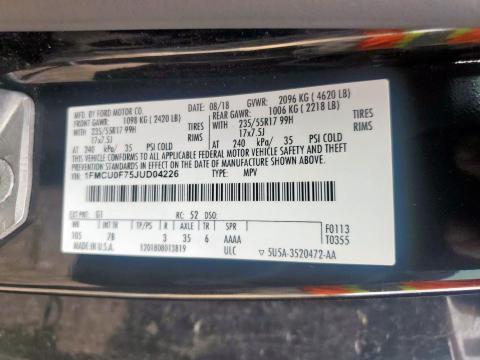 MFD. BY FORD MOTOR CO. 08/18 GVWR: 2096 KG ( 4620 LB)
FRONT GAWR: 1098 KG ( 2420 LB) REAR GAWR: 1006 KG ( 2218 LB)
235/55R17 99H TIRES 235/55R17 99H TIRES
17x7.5J RIMS 17x7.5J RIMS
AT 240 kPa/ 35 PSI COLD AT 240 kPa/ 35 PSI COLD
THIS VEHICLE CONFORMS TO ALL APPLICABLE FEDERAL MOTOR VEHICLE SAFETY AND THEFT
PREVENTION STANDARDS IN EFFECT ON THE DATE OF MANUFACTURE SHOWN ABOVE.
VIN: 1FMCU0F75JUD04226 TYPE: MPV
EXT PNT: G1 RC: 52 DSO:
WB INT TR TP/PS R AXLE TR SPR F0113
105 7B 3 35 6 AAAA T0355
MADE IN U.S.A. 1201808013819 ULC 5U5A-3520472-AA